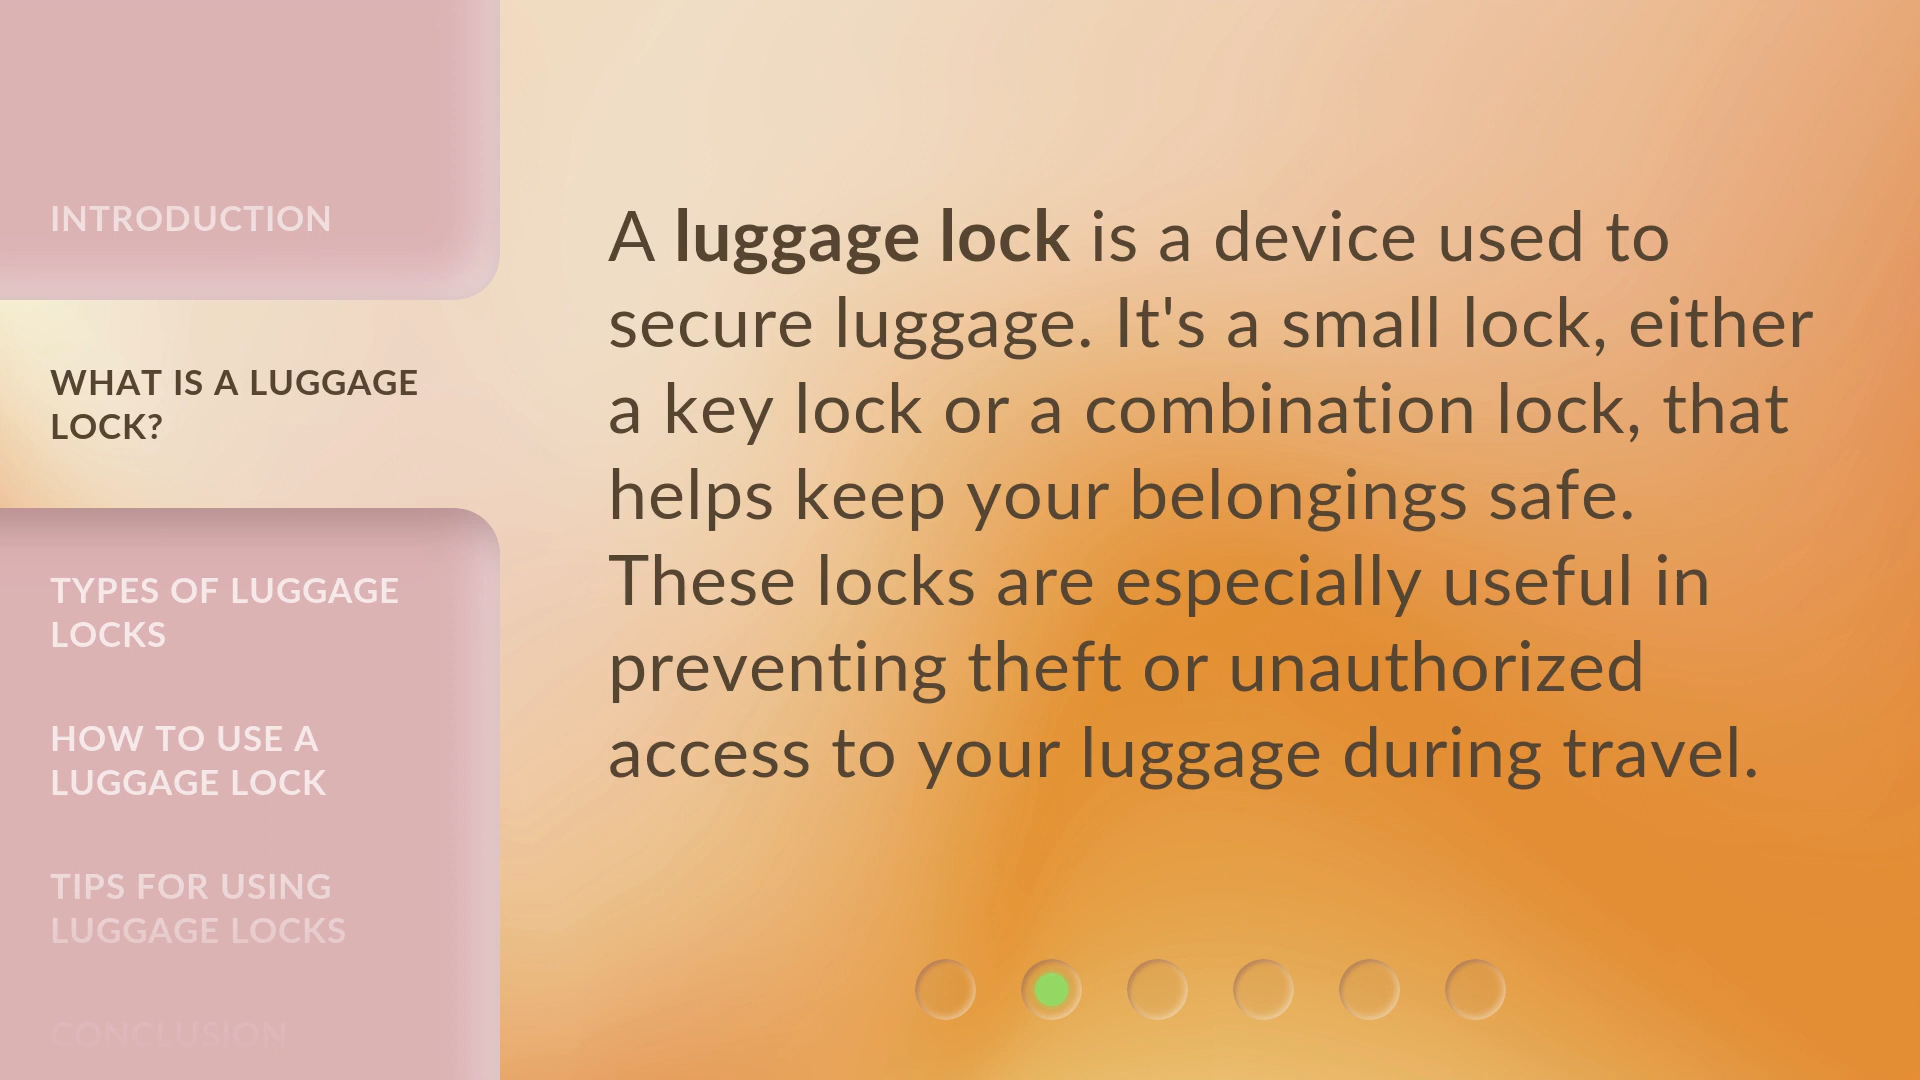 INTRODUCTION
WHAT IS A LUGGAGE
LOCK?
TYPES OF LUGGAGE
LOCKS
HOW TO USE A
LUGGAGE LOCK
TIPS FOR USING
LUGGAGE LOCKS
CONCLUSION
A luggage lock is a device used to
secure luggage. It's a small lock, either
a key lock or a combination lock, that
helps keep your belongings safe.
These locks are especially useful in
preventing theft or unauthorized
access to your luggage during travel.